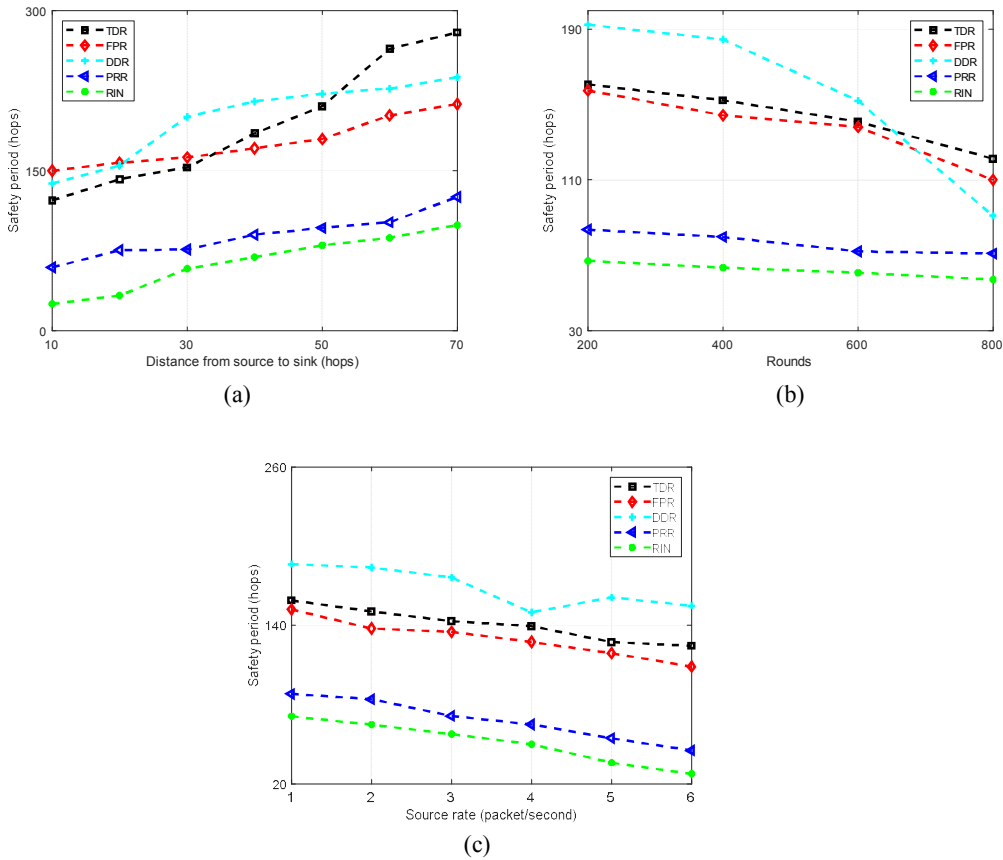 300
150
0
Safety period (hops)
TDR
FPR
DDR
PRR
RIN
10
30
50
70
Distance from source to sink (hops)
(a)
190
110
30
Safety period (hops)
TDR
FPR
DDR
PRR
RIN
200
400
600
800
Rounds
(b)
260
140
20
Safety period (hops)
TDR
FPR
DDR
PRR
RIN
1
2
3
4
5
6
Source rate (packet/second)
(c)